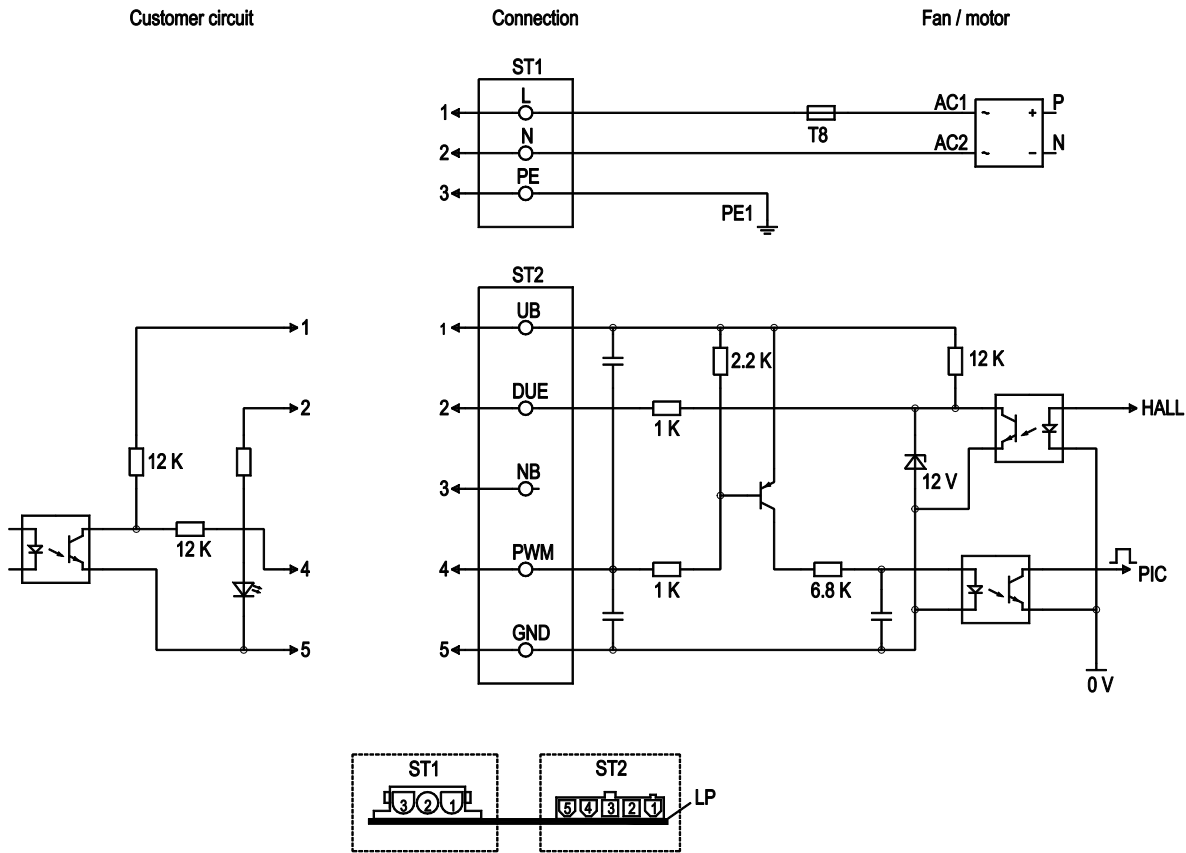 Customer circuit
Connection
Fan / motor
ST1
L
1
AC1
~
+
P
T8
N
2
AC2
~
−
N
PE
3
PE1
ST2
UB
1
1
2.2 K
12 K
DUE
2
2
1 K
HALL
12 K
NB
3
12 V
12 K
PWM
4
4
1 K
6.8 K
PIC
GND
5
5
0 V
ST1
ST2
3 2 1
5 4 3 2 1
LP